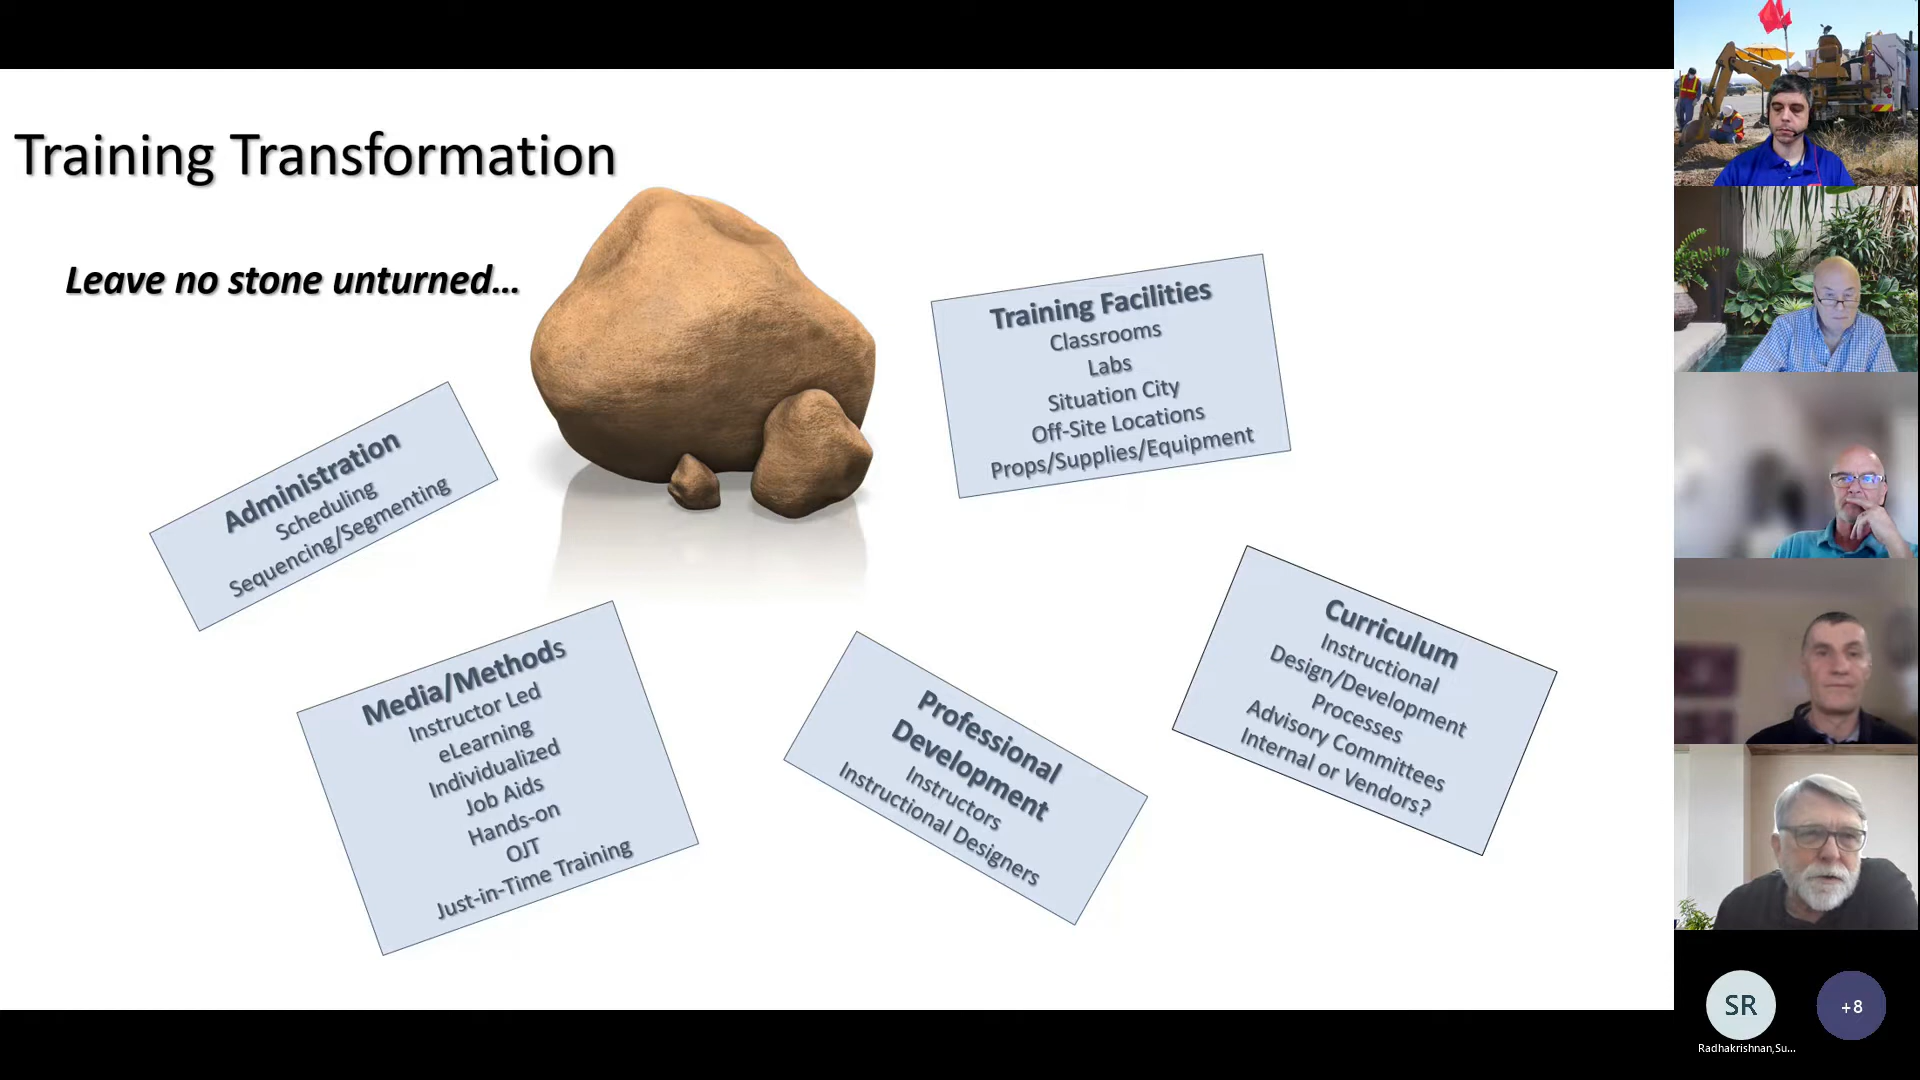 Training Transformation
Leave no stone unturned...
Training Facilities
Classrooms
Labs
Situation City
Off-Site Locations
Props/Supplies/Equipment
Administration
Scheduling
Sequencing/Segmenting
Media/Methods
Instructor Led
eLearning
Individualized
Job Aids
Hands-on
OJT
Just-in-Time Training
Professional
Development
Instructors
Instructional Designers
Curriculum
Instructional
Design/Development
Processes
Advisory Committees
Internal or Vendors?
SR
+8
Radhakrishnan,Su...